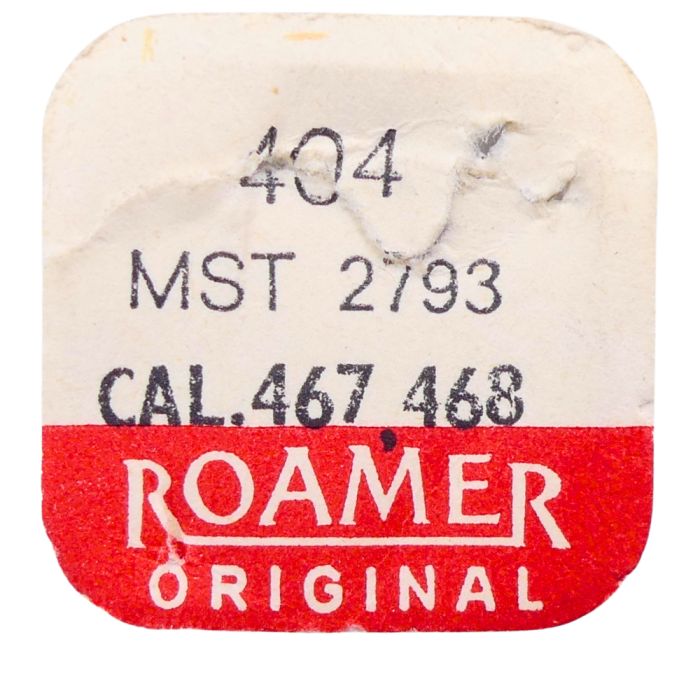 404
MST 2793
CAL.467,468
ROAMER
ORIGINAL